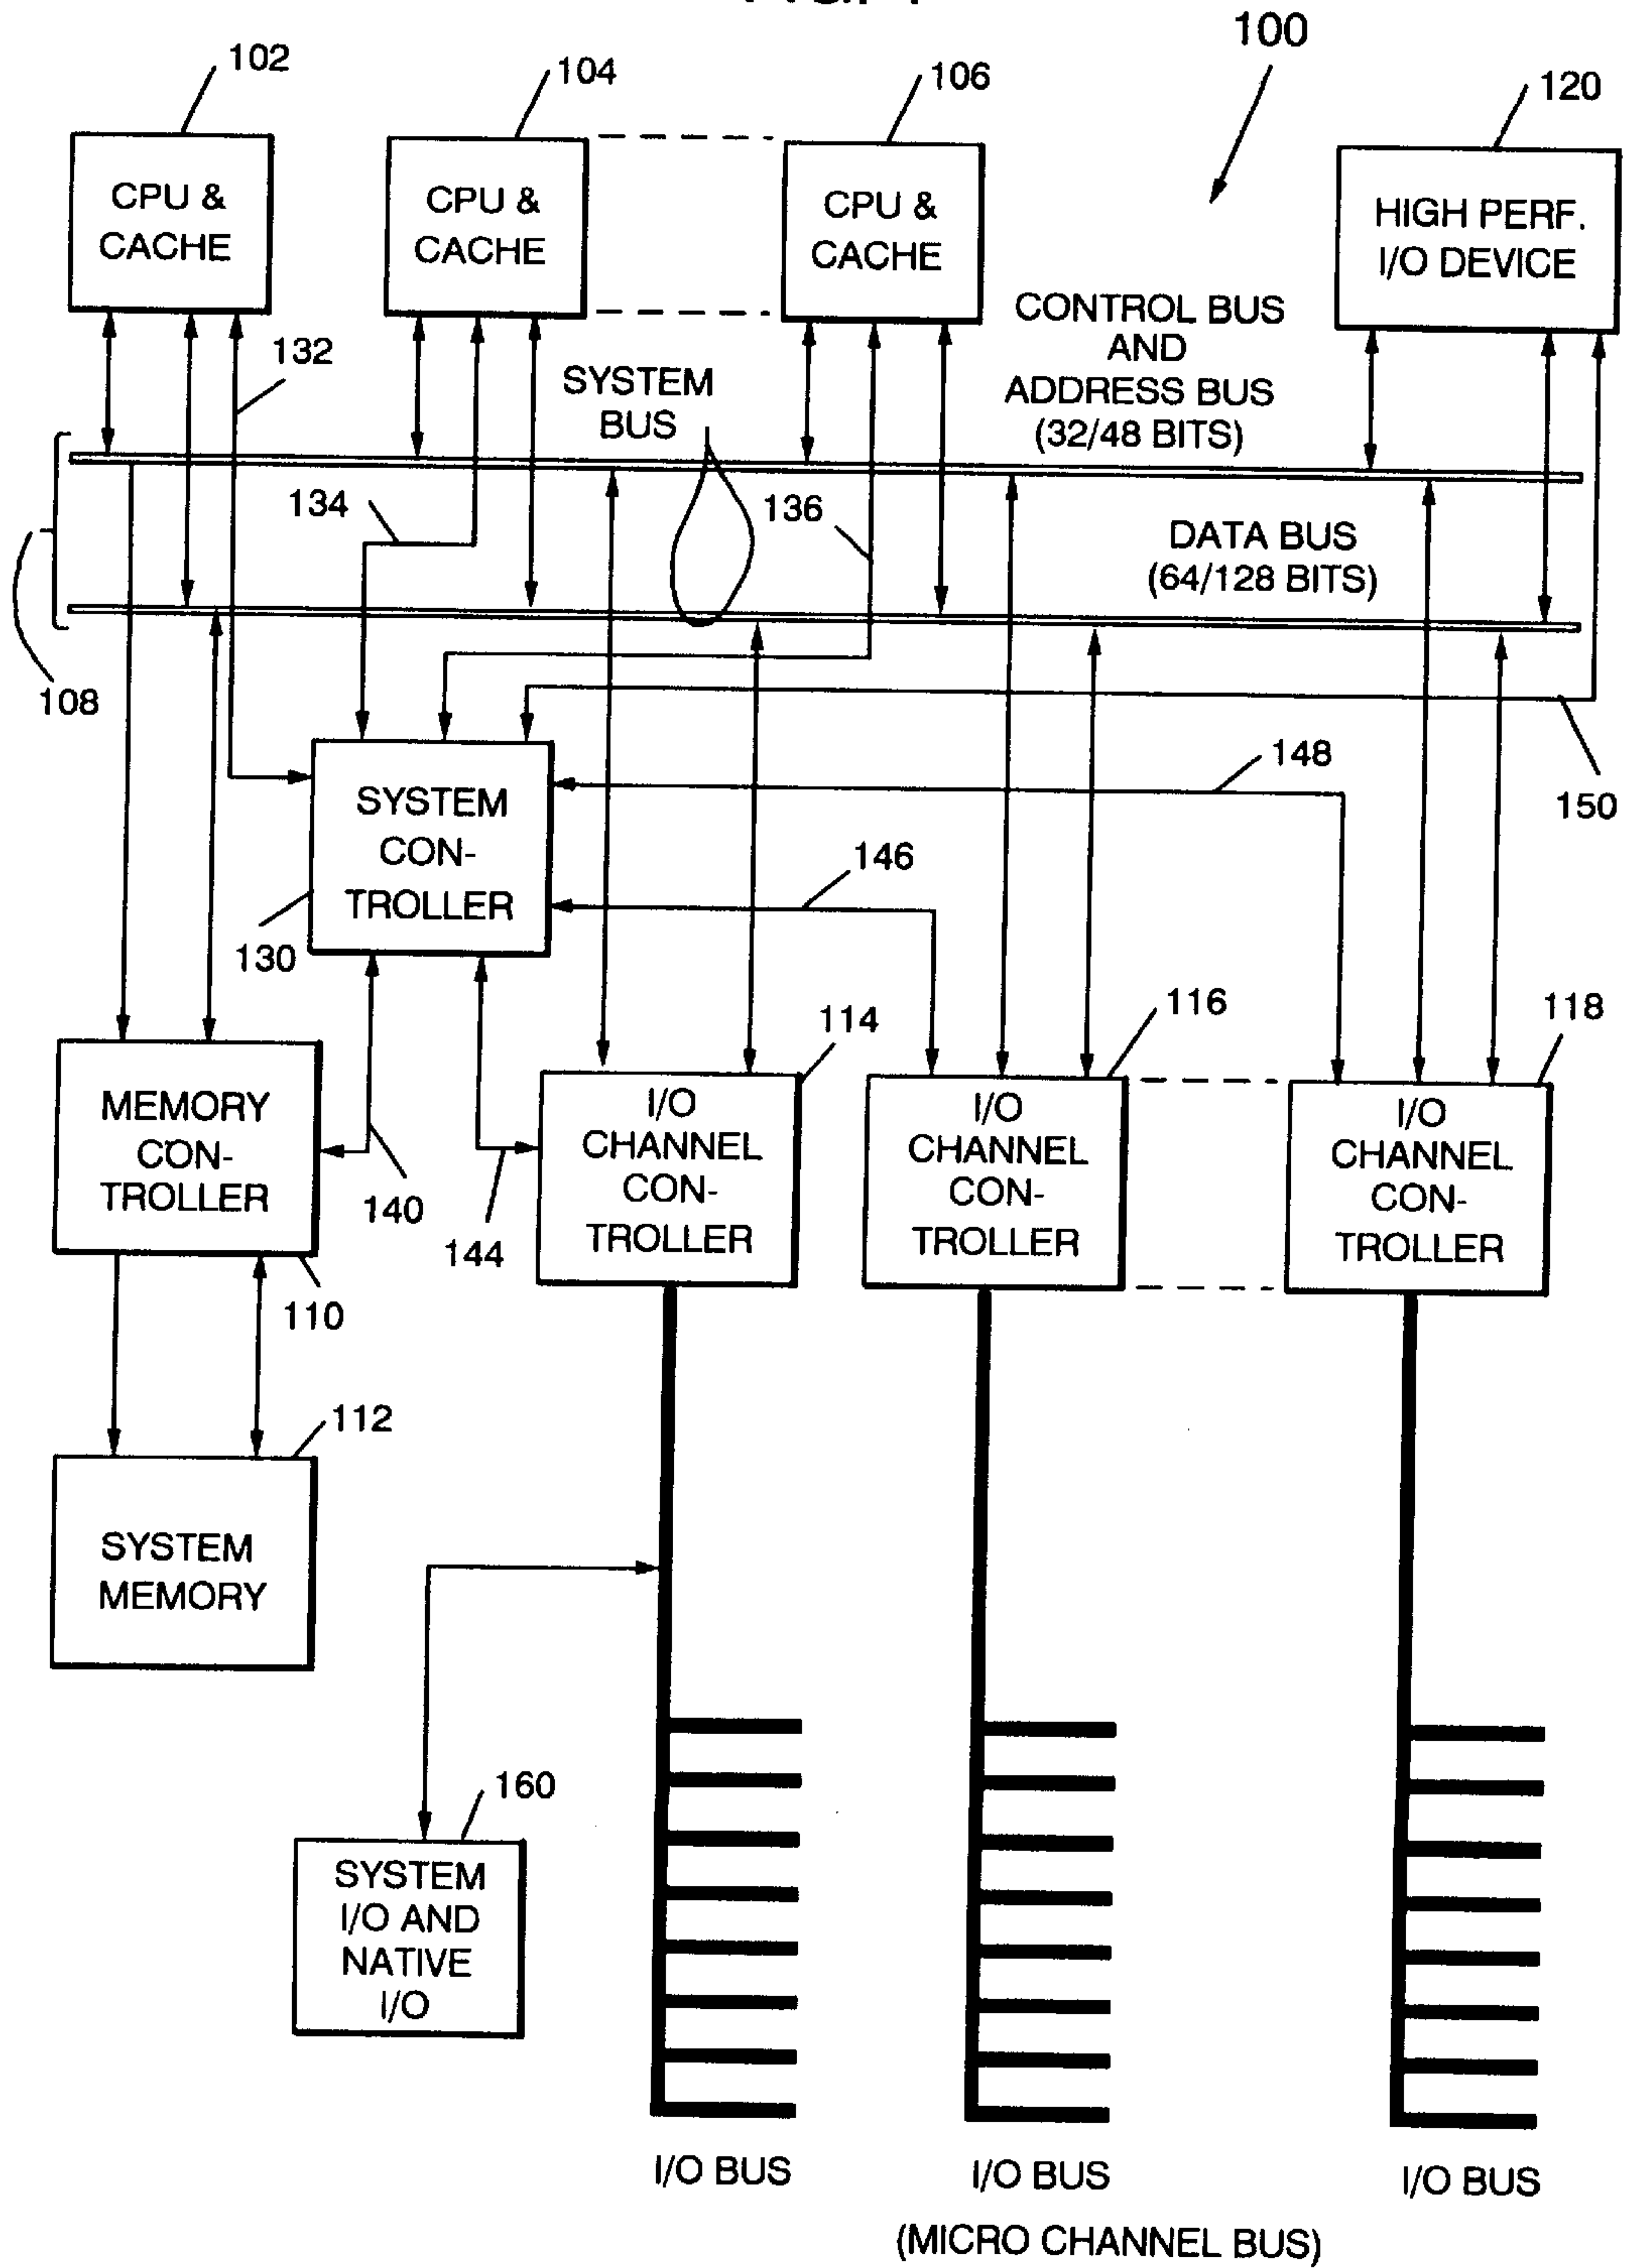 100
102
104
106
120
CPU &
CACHE
CPU &
CACHE
CPU &
CACHE
HIGH PERF.
I/O DEVICE
132
SYSTEM
BUS
CONTROL BUS
AND
ADDRESS BUS
(32/48 BITS)
134
136
DATA BUS
(64/128 BITS)
108
148
150
SYSTEM
CON-
TROLLER
146
130
114
116
118
MEMORY
CON-
TROLLER
140
144
I/O
CHANNEL
CON-
TROLLER
I/O
CHANNEL
CON-
TROLLER
I/O
CHANNEL
CON-
TROLLER
110
112
SYSTEM
MEMORY
160
SYSTEM
I/O AND
NATIVE
I/O
I/O BUS
I/O BUS
I/O BUS
(MICRO CHANNEL BUS)